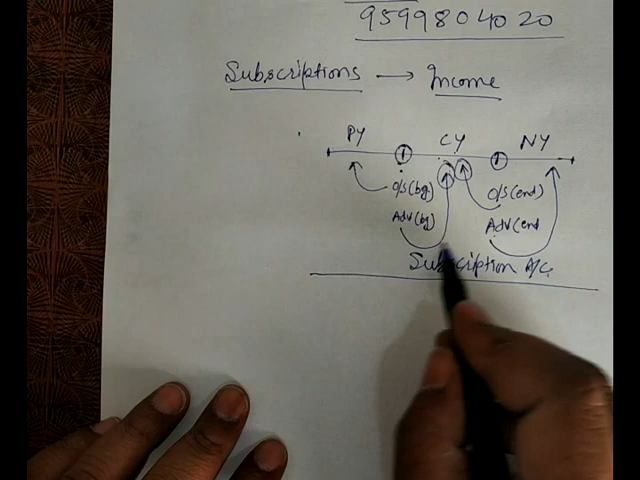 9599804020
Subscriptions → Income
PY CY NY
O/S(bg) O/S(end)
Adv(bg) Adv(end
Subscription A/C